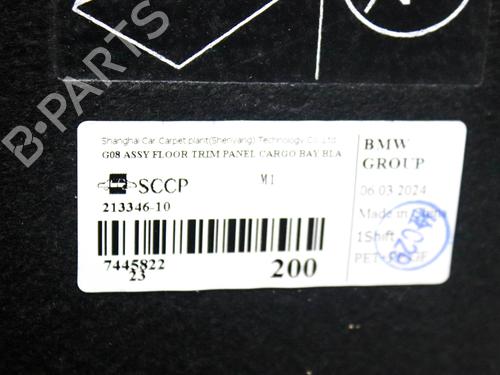 B-PARTS
Shanghai Car Carpet plant(Shenyang) Technology Co.,Ltd
G08 ASSY FLOOR TRIM PANEL CARGO BAY BLA
SCCP
M1
213346-10
7445822
23
200
BMW
GROUP
06.03 2024
Made in China
1Shift